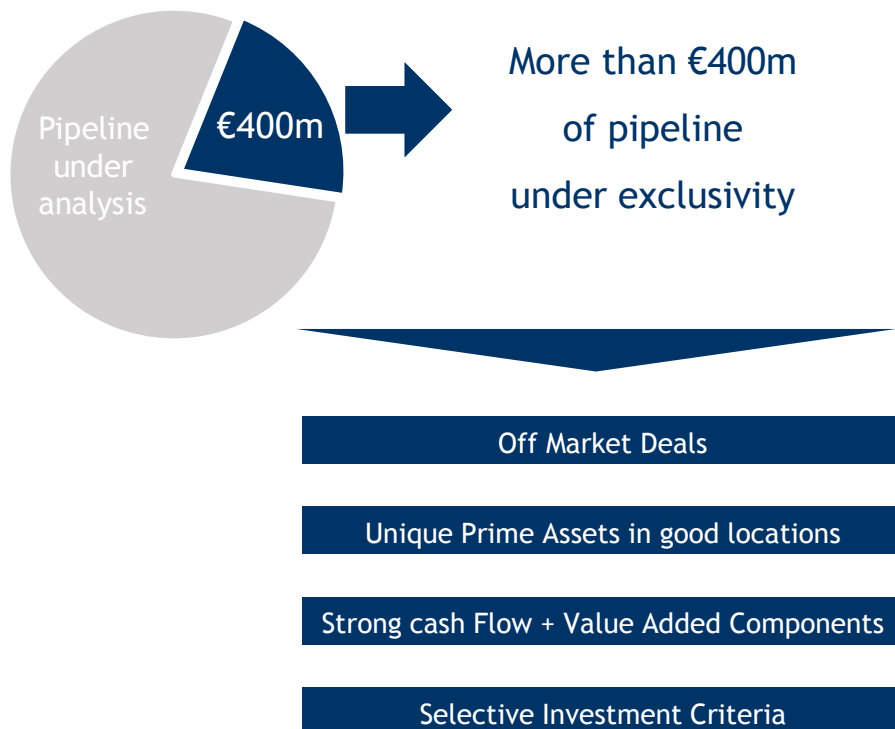 Pipeline
under
analysis
€400m
More than €400m
of pipeline
under exclusivity
Off Market Deals
Unique Prime Assets in good locations
Strong cash Flow + Value Added Components
Selective Investment Criteria